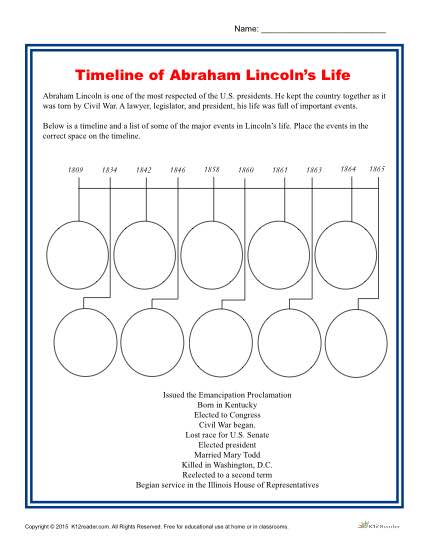 Name: ____________________________
Timeline of Abraham Lincoln's Life
Abraham Lincoln is one of the most respected of the U.S. presidents. He kept the country together as it
was torn by Civil War. A lawyer, legislator, and president, his life was full of important events.
Below is a timeline and a list of some of the major events in Lincoln's life. Place the events in the
correct space on the timeline.
1809 1834 1842 1846 1858 1860 1861 1863 1864 1865
Issued the Emancipation Proclamation
Born in Kentucky
Elected to Congress
Civil War began.
Lost race for U.S. Senate
Elected president
Married Mary Todd
Killed in Washington, D.C.
Reelected to a second term
Began service in the Illinois House of Representatives
Copyright © 2015 K12reader.com. All Rights Reserved. Free for educational use at home or in classrooms.
K12Reader